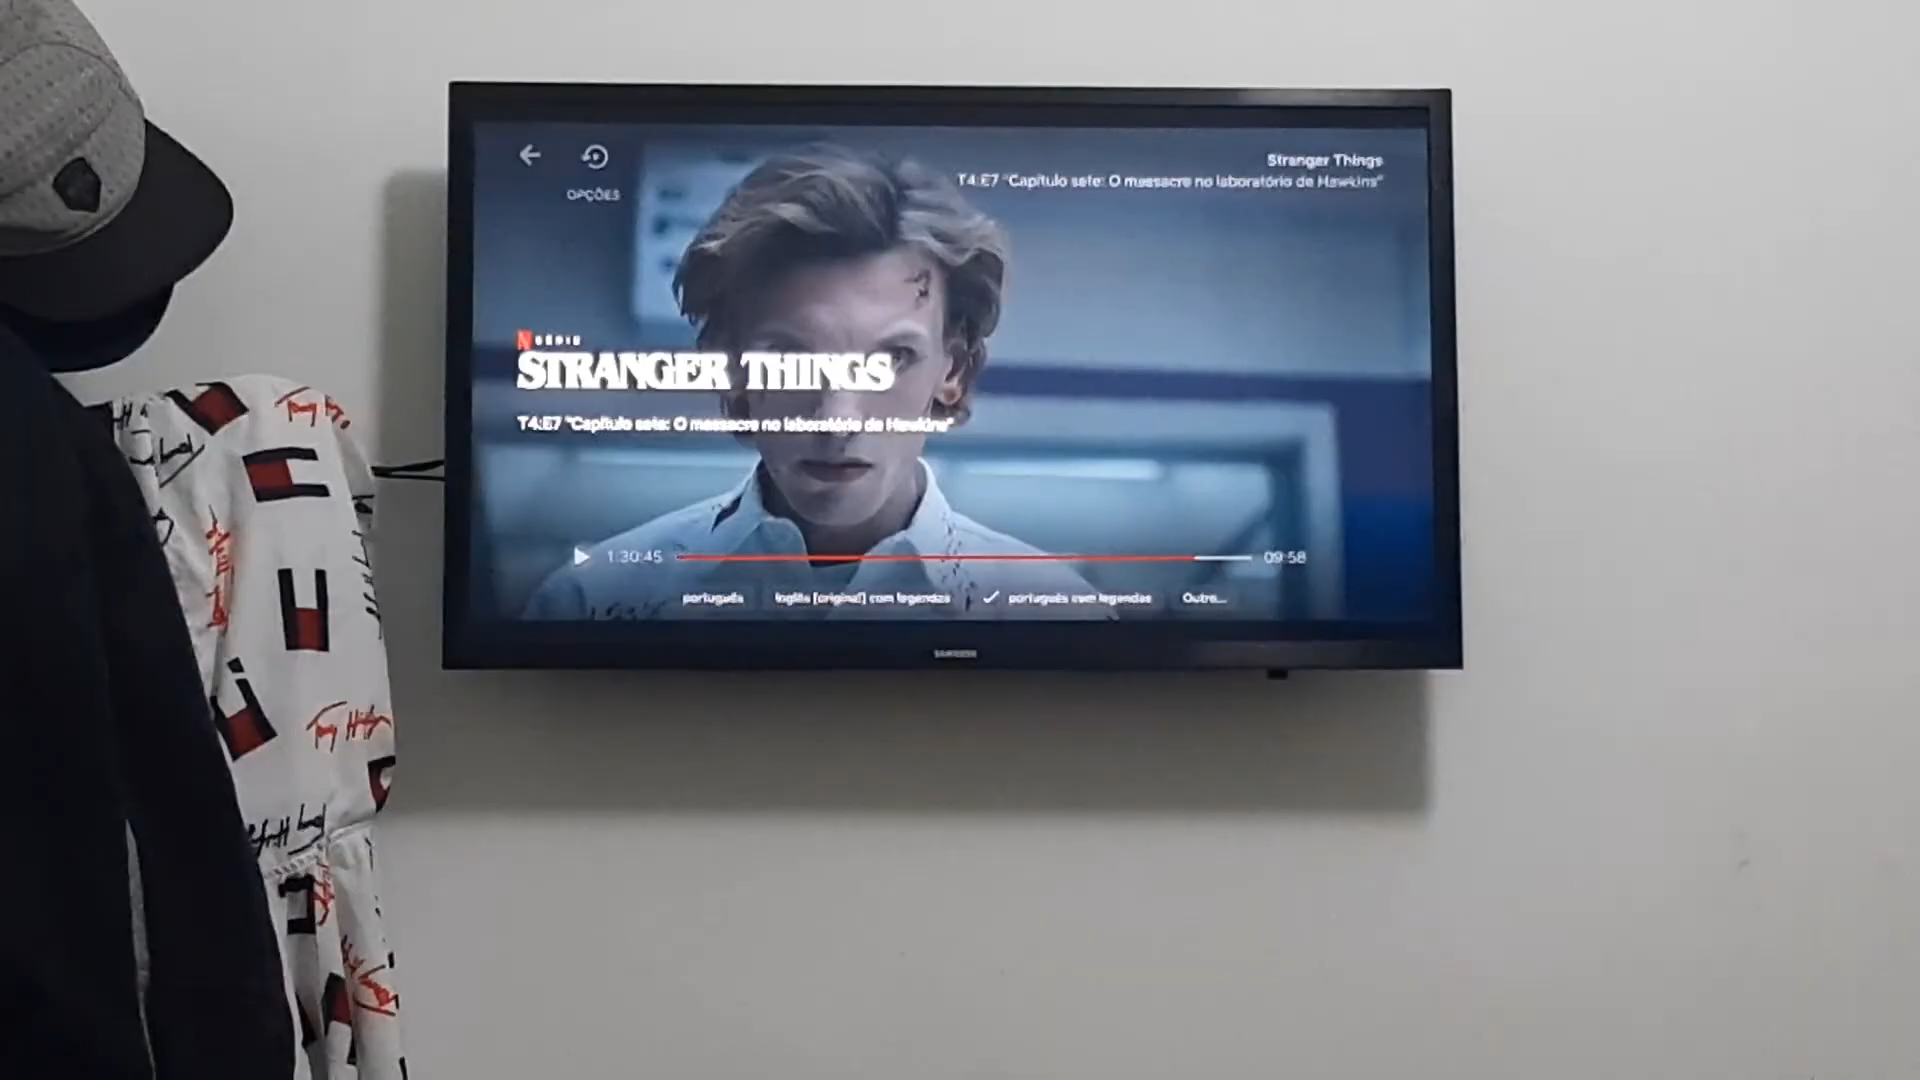 Stranger Things
T4:E7 "Capítulo sete: O massacre no laboratório de Hawkins"
OPÇÕES
N SÉRIE
STRANGER THINGS
T4:E7 "Capítulo sete: O massacre no laboratório de Hawkins"
1:30:45
09:58
português
Inglês [original] com legendas
português com legendas
Outro...
SAMSUNG